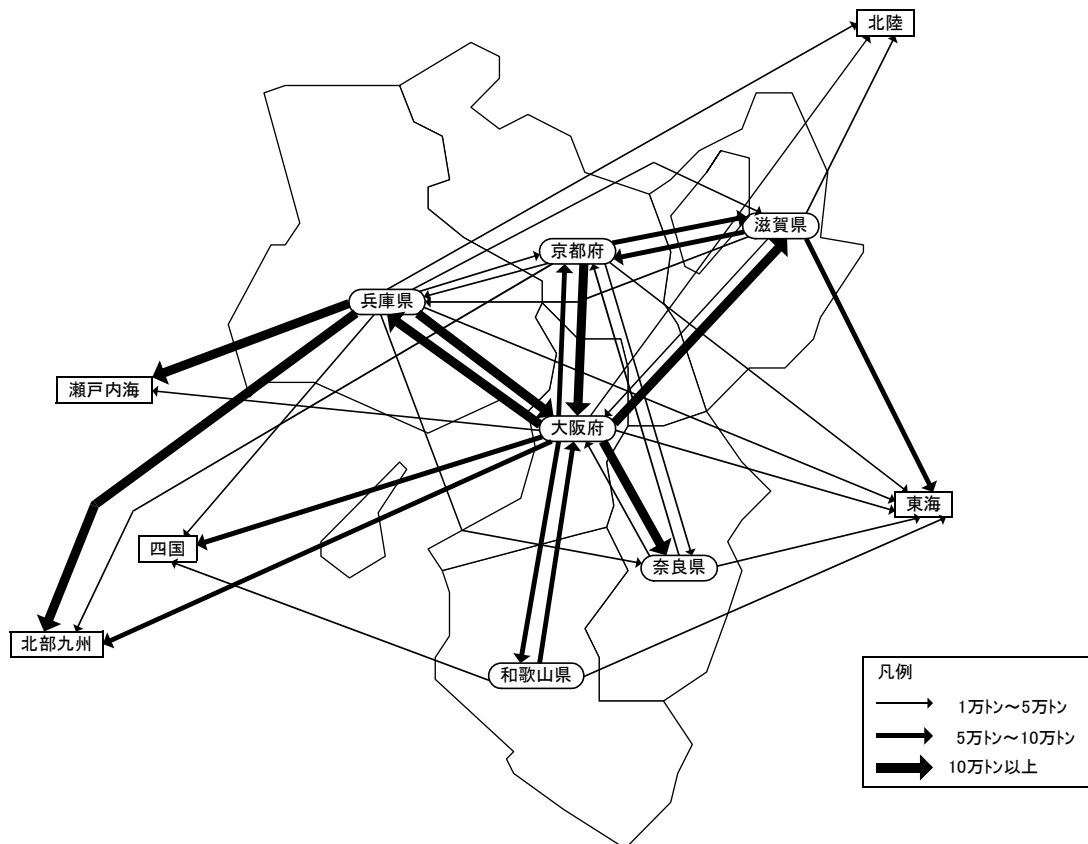 北陸
滋賀県
京都府
兵庫県
瀬戸内海
大阪府
東海
四国
奈良県
北部九州
和歌山県
凡例
1万トン～5万トン
5万トン～10万トン
10万トン以上